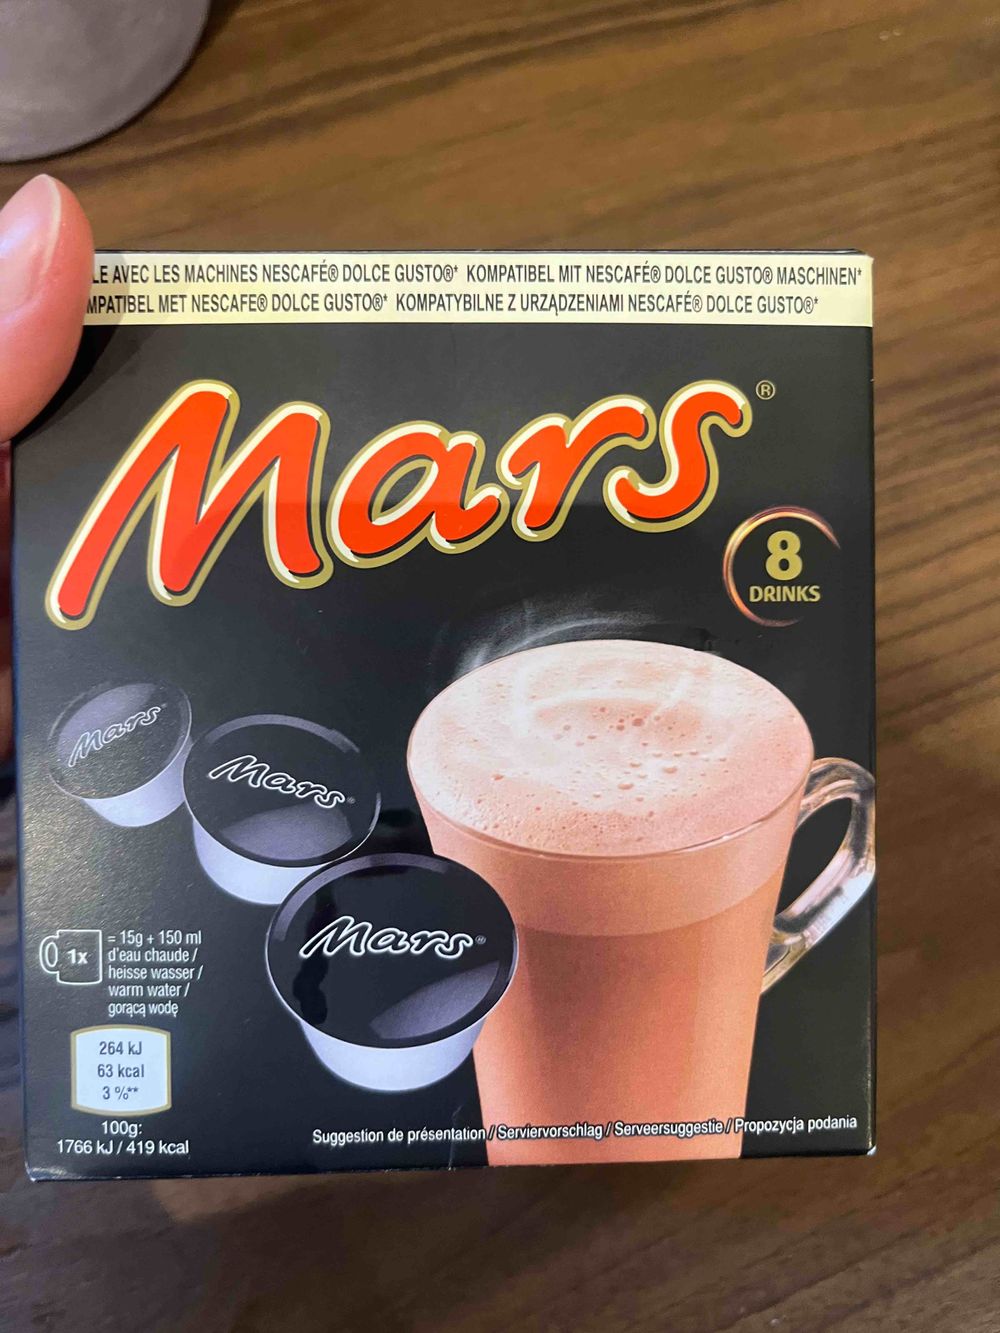 LE AVEC LES MACHINES NESCAFÉ® DOLCE GUSTO®* KOMPATIBEL MIT NESCAFÉ® DOLCE GUSTO® MASCHINEN*
MPATIBEL MET NESCAFE® DOLCE GUSTO®* KOMPATYBILNE Z URZĄDZENIAMI NESCAFÉ® DOLCE GUSTO®*
Mars®
8
DRINKS
Mars
Mars®
Mars®
1x = 15g + 150 ml
d'eau chaude /
heisse wasser /
warm water /
gorącą wodę
264 kJ
63 kcal
3 %**
100g:
1766 kJ / 419 kcal
Suggestion de présentation / Serviervorschlag / Serveersuggestie / Propozycja podania